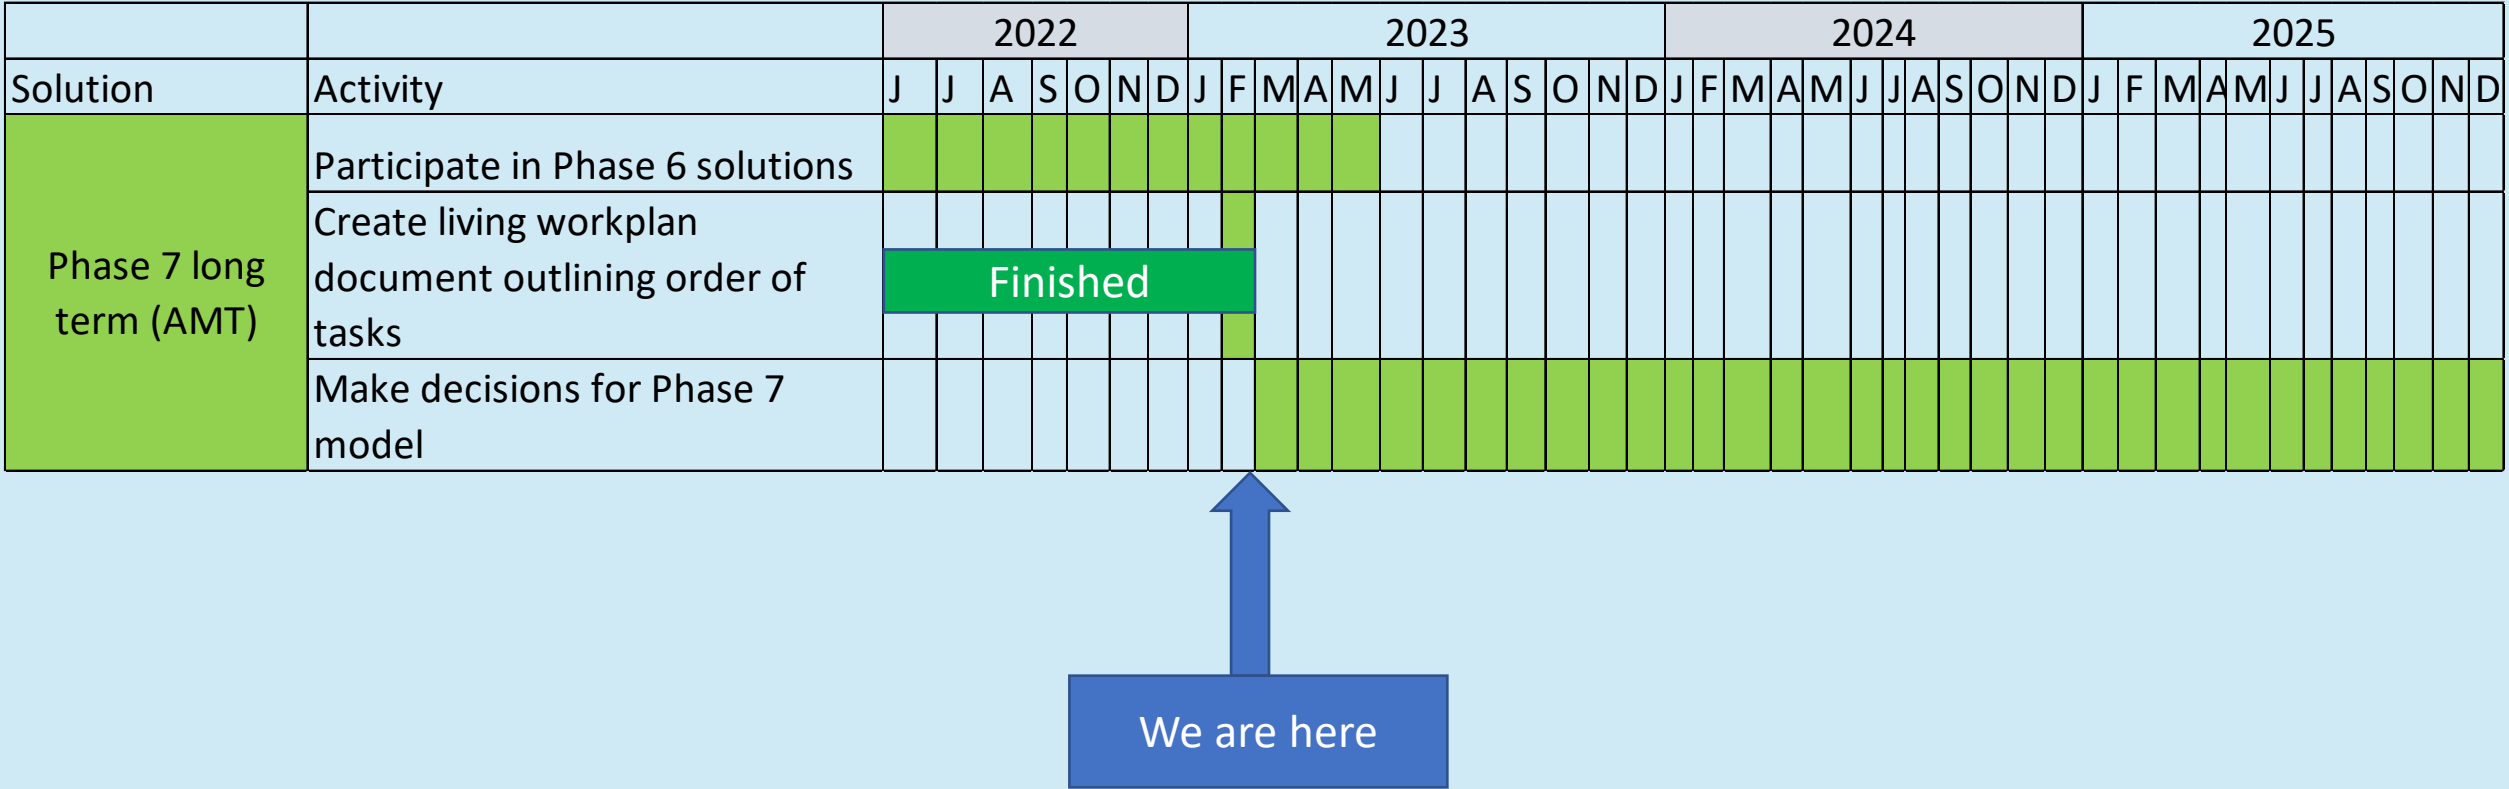 2022 2023 2024 2025
Solution Activity J J A S O N D J F M A M J J A S O N D J F M A M J J A S O N D J F M A M J J A S O N D
Phase 7 long
term (AMT)
Participate in Phase 6 solutions
Create living workplan
document outlining order of
tasks
Finished
Make decisions for Phase 7
model
We are here